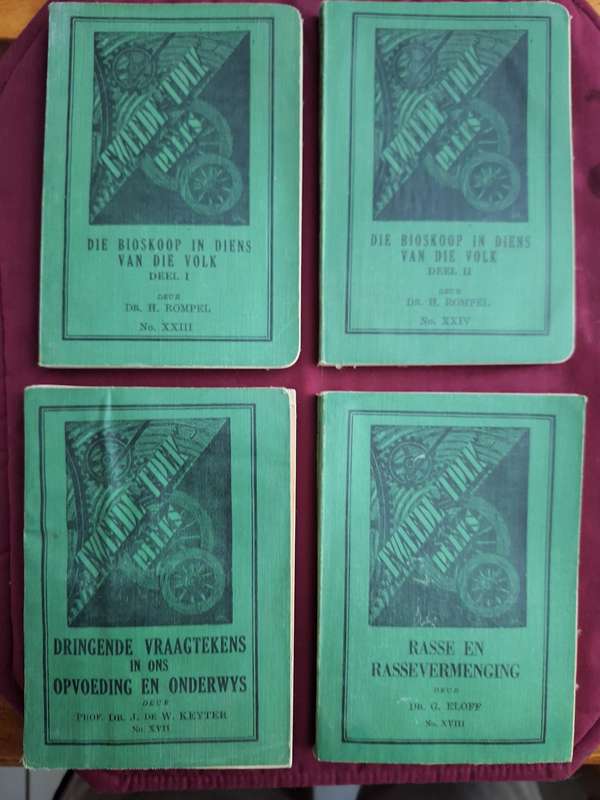 TWEEDE TREK
REEKS
DIE BIOSKOOP IN DIENS
VAN DIE VOLK
DEEL I
DEUR
DR. H. ROMPEL
No. XXIII
TWEEDE TREK
REEKS
DIE BIOSKOOP IN DIENS
VAN DIE VOLK
DEEL II
DEUR
DR. H. ROMPEL
No. XXIV
TWEEDE TREK
REEKS
DRINGENDE VRAAGTEKENS
IN ONS
OPVOEDING EN ONDERWYS
DEUR
PROF. DR. J. DE W. KEYTER
No. XVII
TWEEDE TREK
REEKS
RASSE EN
RASSEVERMENGING
DEUR
DR. G. ELOFF
No. XVIII